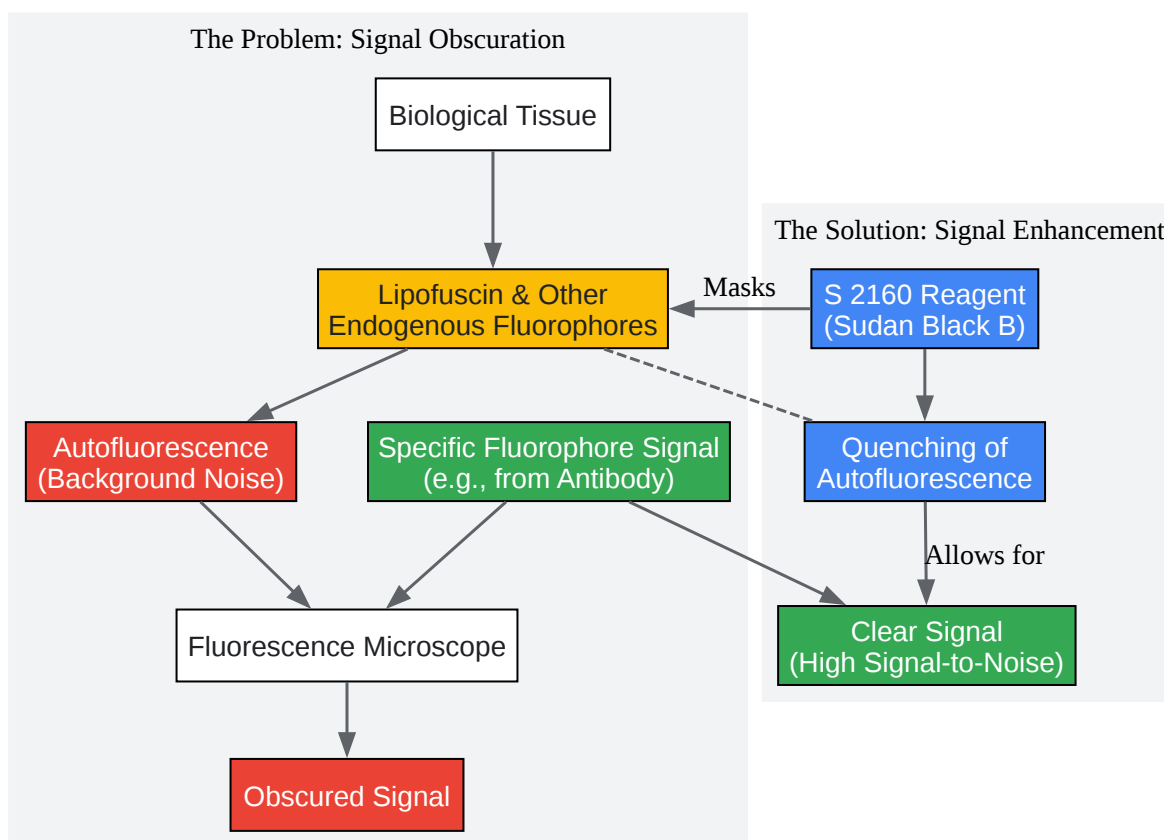 The Problem: Signal Obscuration
Biological Tissue
The Solution: Signal Enhancement
Lipofuscin & Other
Endogenous Fluorophores
Masks
S 2160 Reagent
(Sudan Black B)
Autofluorescence
(Background Noise)
Specific Fluorophore Signal
(e.g., from Antibody)
Quenching of
Autofluorescence
Allows for
Fluorescence Microscope
Clear Signal
(High Signal-to-Noise)
Obscured Signal